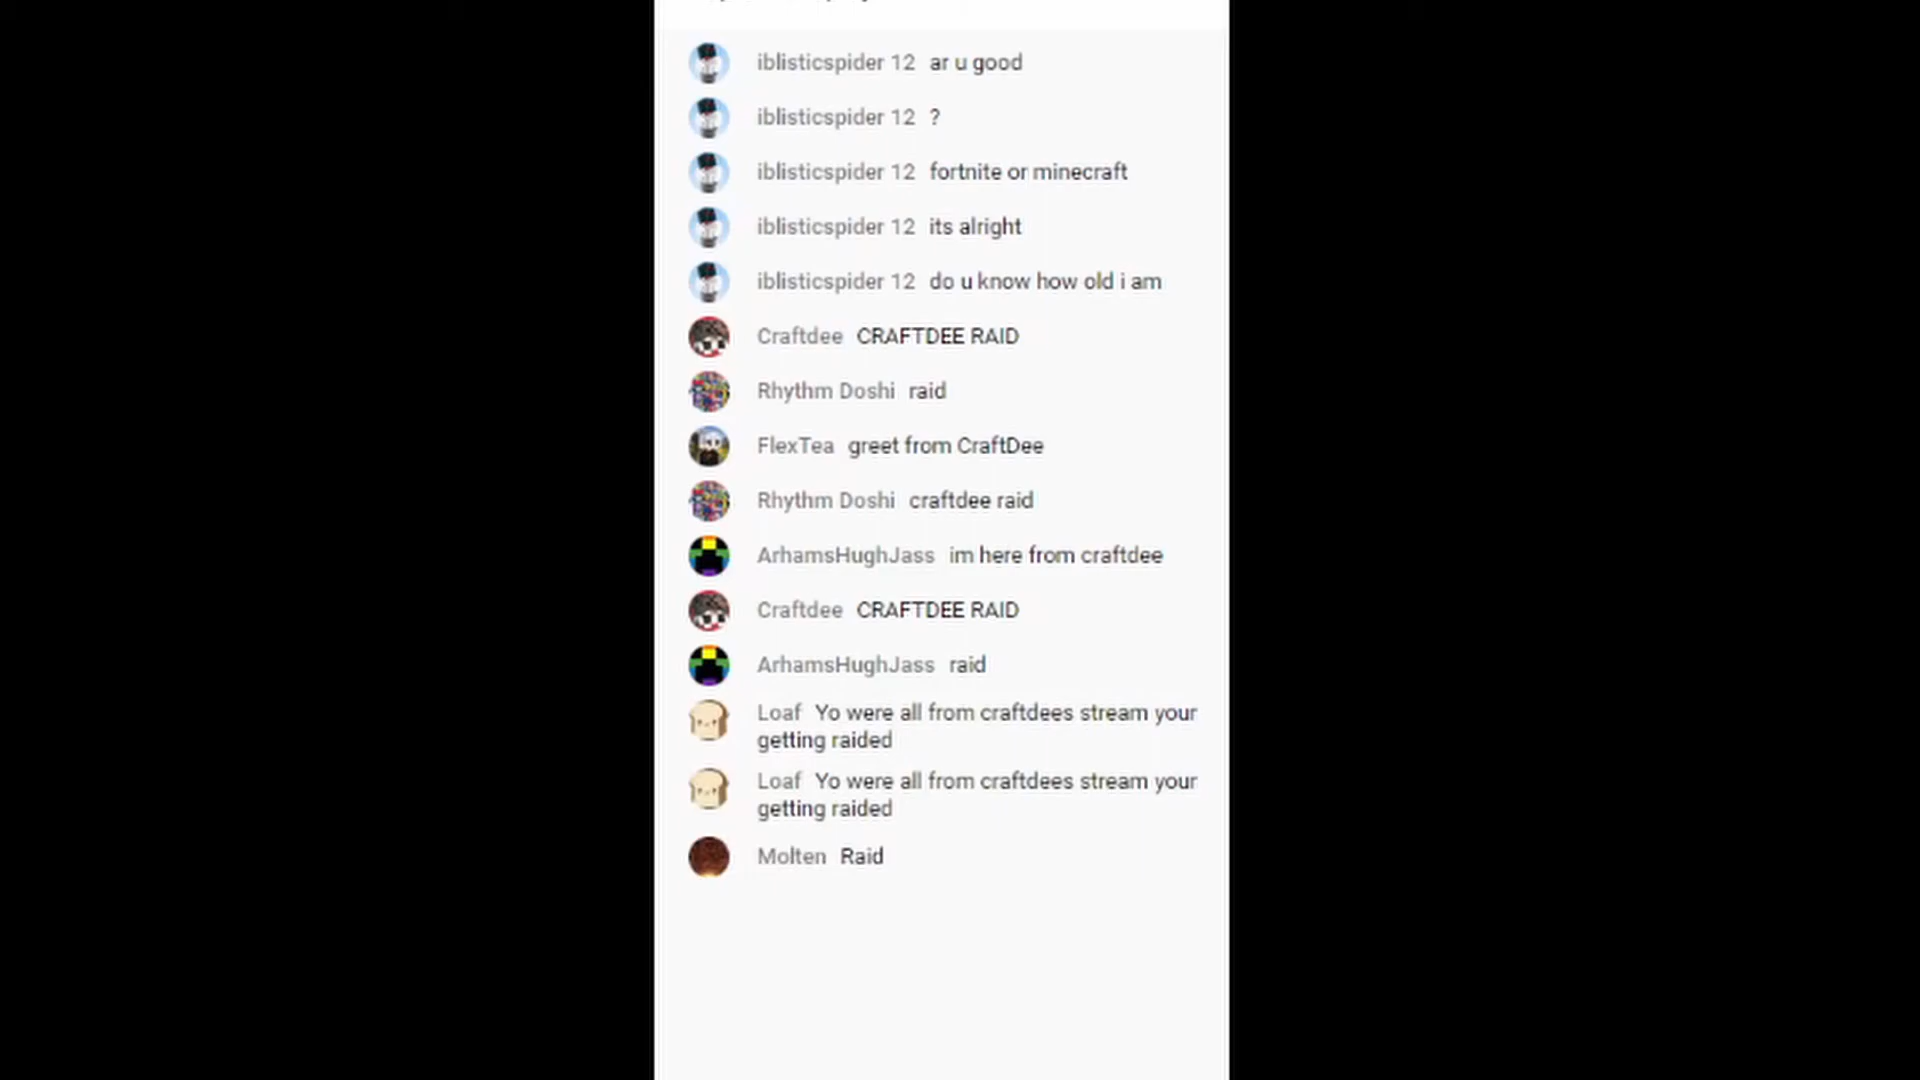 iblisticspider 12 ar u good
iblisticspider 12 ?
iblisticspider 12 fortnite or minecraft
iblisticspider 12 its alright
iblisticspider 12 do u know how old i am
Craftdee CRAFTDEE RAID
Rhythm Doshi raid
FlexTea greet from CraftDee
Rhythm Doshi craftdee raid
ArhamsHughJass im here from craftdee
Craftdee CRAFTDEE RAID
ArhamsHughJass raid
Loaf Yo were all from craftdees stream your
getting raided
Loaf Yo were all from craftdees stream your
getting raided
Molten Raid